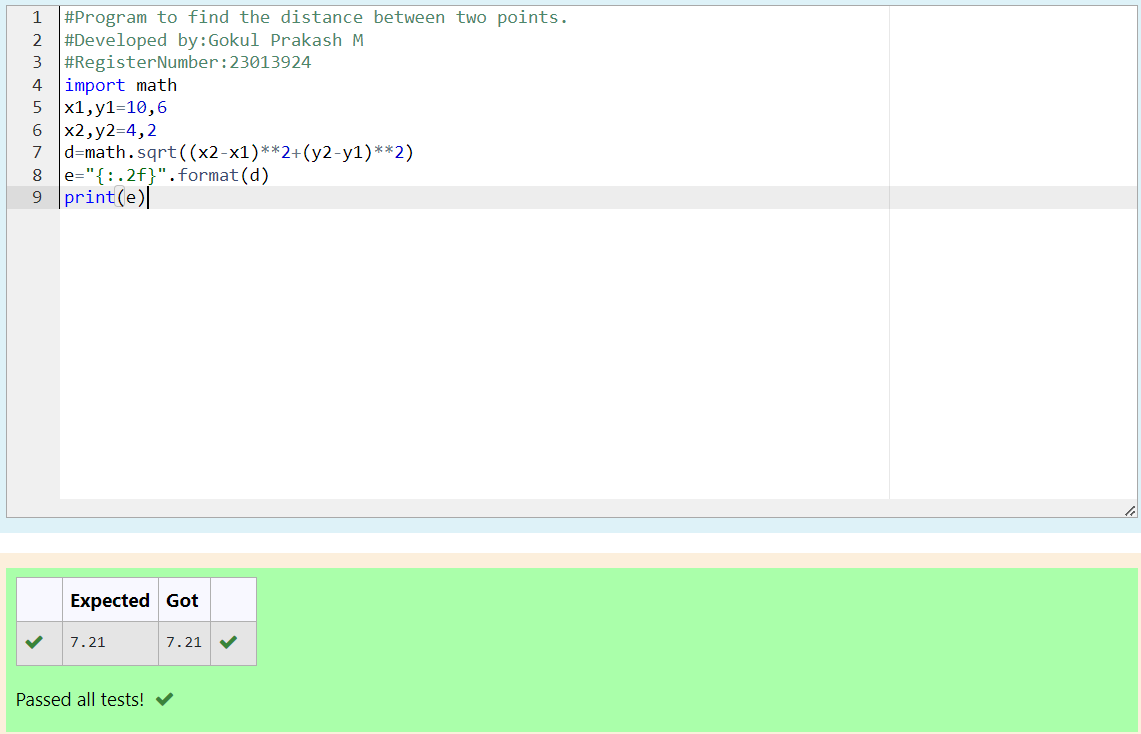 1 #Program to find the distance between two points.
2 #Developed by:Gokul Prakash M
3 #RegisterNumber:23013924
4 import math
5 x1,y1=10,6
6 x2,y2=4,2
7 d=math.sqrt((x2-x1)**2+(y2-y1)**2)
8 e="{:.2f}".format(d)
9 print(e)
Expected Got
7.21 7.21
Passed all tests!